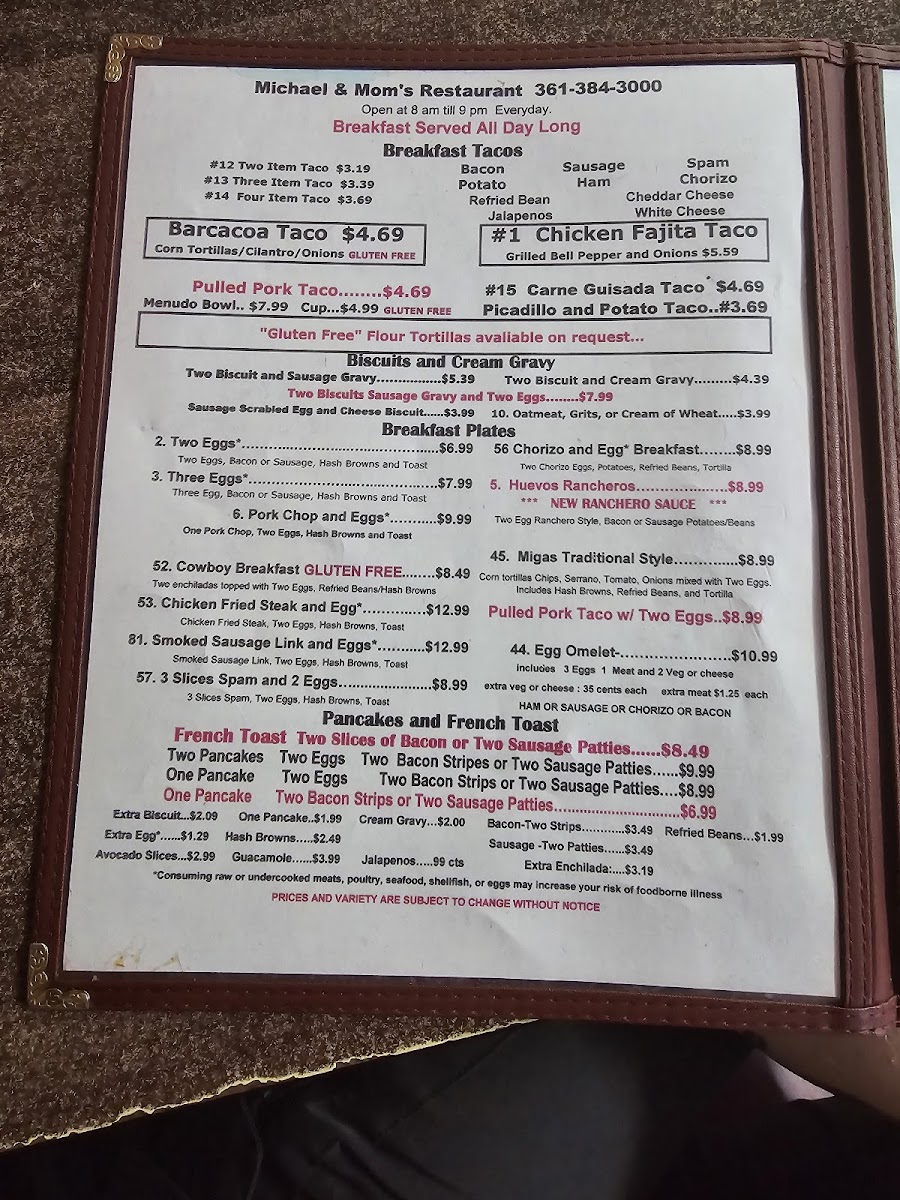 Michael & Mom's Restaurant 361-384-3000
Open at 8 am till 9 pm Everyday.
Breakfast Served All Day Long
Breakfast Tacos
#12 Two Item Taco $3.19 Bacon Sausage Spam
#13 Three Item Taco $3.39 Potato Ham Chorizo
#14 Four Item Taco $3.69 Refried Bean Cheddar Cheese
Jalapenos White Cheese
Barcacoa Taco $4.69
Corn Tortillas/Cilantro/Onions GLUTEN FREE
#1 Chicken Fajita Taco
Grilled Bell Pepper and Onions $5.59
Pulled Pork Taco........$4.69
#15 Carne Guisada Taco $4.69
Menudo Bowl.. $7.99 Cup...$4.99 GLUTEN FREE
Picadillo and Potato Taco..#3.69
"Gluten Free" Flour Tortillas avaliable on request...
Biscuits and Cream Gravy
Two Biscuit and Sausage Gravy.................$5.39 Two Biscuit and Cream Gravy.........$4.39
Two Biscuits Sausage Gravy and Two Eggs........$7.99
Sausage Scrabled Egg and Cheese Biscuit......$3.99 10. Oatmeat, Grits, or Cream of Wheat.....$3.99
Breakfast Plates
2. Two Eggs*.........................................$6.99
Two Eggs, Bacon or Sausage, Hash Browns and Toast
3. Three Eggs*.......................................$7.99
Three Egg, Bacon or Sausage, Hash Browns and Toast
6. Pork Chop and Eggs*...........$9.99
One Pork Chop, Two Eggs, Hash Browns and Toast
52. Cowboy Breakfast GLUTEN FREE........$8.49
Two enchiladas topped with Two Eggs, Refried Beans/Hash Browns
53. Chicken Fried Steak and Egg*.............$12.99
Chicken Fried Steak, Two Eggs, Hash Browns, Toast
81. Smoked Sausage Link and Eggs*..........$12.99
Smoked Sausage Link, Two Eggs, Hash Browns, Toast
57. 3 Slices Spam and 2 Eggs....................$8.99
3 Slices Spam, Two Eggs, Hash Browns, Toast
56 Chorizo and Egg* Breakfast........$8.99
Two Chorizo Eggs, Potatoes, Refried Beans, Tortilla
5. Huevos Rancheros...................$8.99
*** NEW RANCHERO SAUCE ***
Two Egg Ranchero Style, Bacon or Sausage Potatoes/Beans
45. Migas Traditional Style..............$8.99
Corn tortillas Chips, Serrano, Tomato, Onions mixed with Two Eggs.
Includes Hash Browns, Refried Beans, and Tortilla
Pulled Pork Taco w/ Two Eggs..$8.99
44. Egg Omelet-........................$10.99
includes 3 Eggs 1 Meat and 2 Veg or cheese
extra veg or cheese : 35 cents each extra meat $1.25 each
HAM OR SAUSAGE OR CHORIZO OR BACON
Pancakes and French Toast
French Toast Two Slices of Bacon or Two Sausage Patties......$8.49
Two Pancakes Two Eggs Two Bacon Stripes or Two Sausage Patties......$9.99
One Pancake Two Eggs Two Bacon Strips or Two Sausage Patties....$8.99
One Pancake Two Bacon Strips or Two Sausage Patties..........................$6.99
Extra Biscuit...$2.09 One Pancake..$1.99 Cream Gravy...$2.00 Bacon-Two Strips............$3.49 Refried Beans...$1.99
Extra Egg*......$1.29 Hash Browns.....$2.49 Sausage -Two Patties......$3.49
Avocado Slices...$2.99 Guacamole......$3.99 Jalapenos.....99 cts Extra Enchilada:....$3.19
*Consuming raw or undercooked meats, poultry, seafood, shellfish, or eggs may increase your risk of foodborne illness
PRICES AND VARIETY ARE SUBJECT TO CHANGE WITHOUT NOTICE